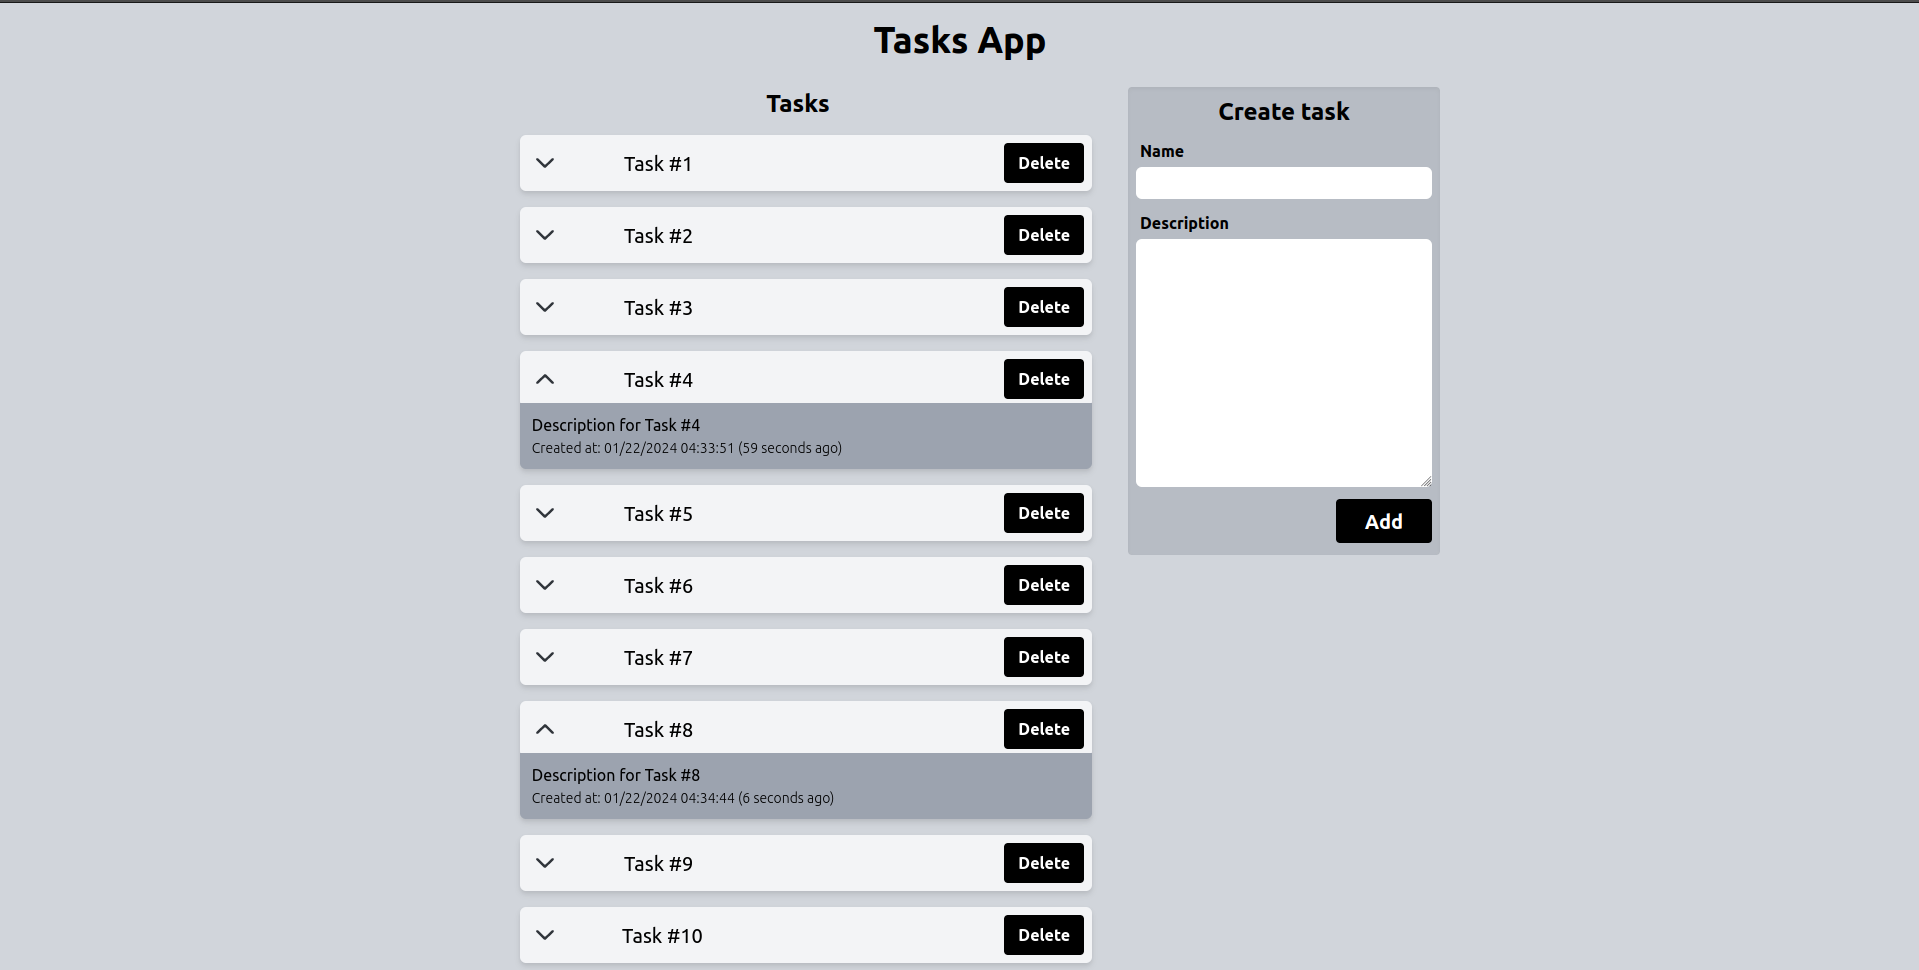 Tasks App
Tasks
Task #1
Delete
Task #2
Delete
Task #3
Delete
Task #4
Delete
Description for Task #4
Created at: 01/22/2024 04:33:51 (59 seconds ago)
Task #5
Delete
Task #6
Delete
Task #7
Delete
Task #8
Delete
Description for Task #8
Created at: 01/22/2024 04:34:44 (6 seconds ago)
Task #9
Delete
Task #10
Delete
Create task
Name
Description
Add